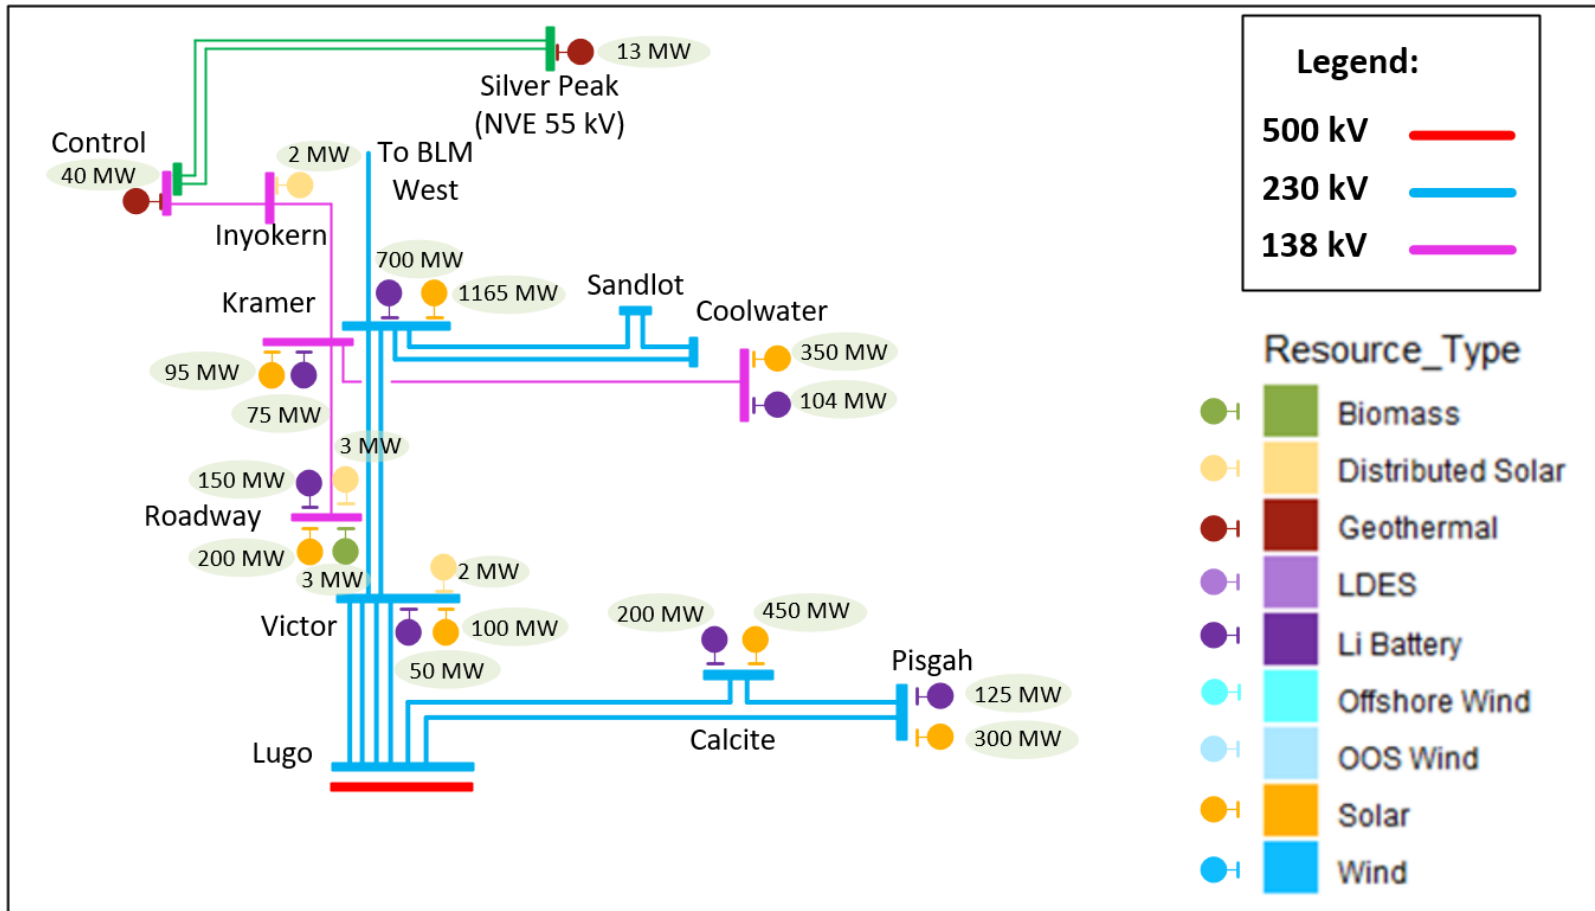 13 MW
Silver Peak
(NVE 55 kV)
Control
40 MW
2 MW
To BLM
West
Inyokern
700 MW
1165 MW
Kramer
Sandlot
Coolwater
350 MW
104 MW
95 MW
75 MW
3 MW
150 MW
Roadway
200 MW
3 MW
2 MW
Victor
100 MW
50 MW
200 MW
450 MW
Pisgah
125 MW
300 MW
Calcite
Lugo
Legend:
500 kV
230 kV
138 kV
Resource_Type
Biomass
Distributed Solar
Geothermal
LDES
Li Battery
Offshore Wind
OOS Wind
Solar
Wind